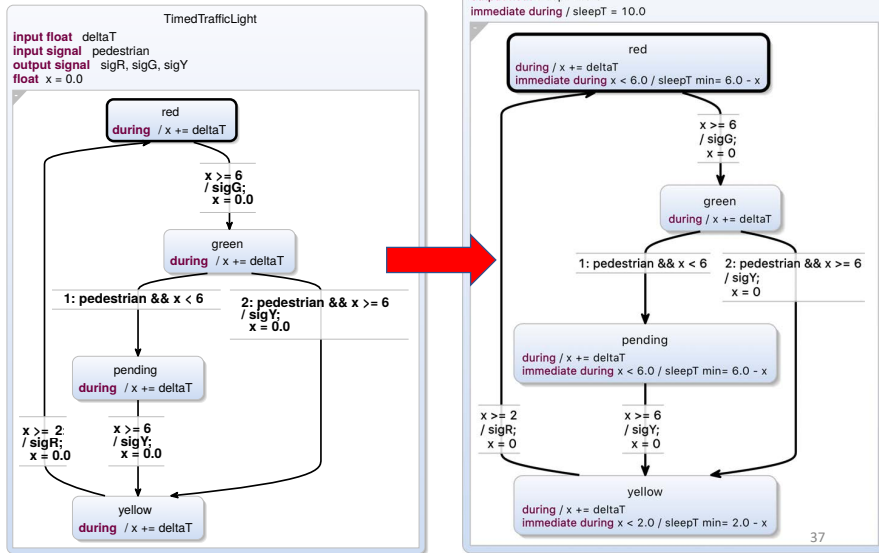 TimedTrafficLight
input float deltaT
input signal pedestrian
output signal sigR, sigG, sigY
float x = 0.0
red
during / x += deltaT
x >= 6
/ sigG;
x = 0.0
green
during / x += deltaT
1: pedestrian && x < 6
2: pedestrian && x >= 6
/ sigY;
x = 0.0
pending
during / x += deltaT
x >= 2
/ sigR;
x = 0.0
x >= 6
/ sigY;
x = 0.0
yellow
during / x += deltaT
immediate during / sleepT = 10.0
red
during / x += deltaT
immediate during x < 6.0 / sleepT min= 6.0 - x
x >= 6
/ sigG;
x = 0
green
during / x += deltaT
1: pedestrian && x < 6
2: pedestrian && x >= 6
/ sigY;
x = 0
pending
during / x += deltaT
immediate during x < 6.0 / sleepT min= 6.0 - x
x >= 2
/ sigR;
x = 0
x >= 6
/ sigY;
x = 0
yellow
during / x += deltaT
immediate during x < 2.0 / sleepT min= 2.0 - x
37